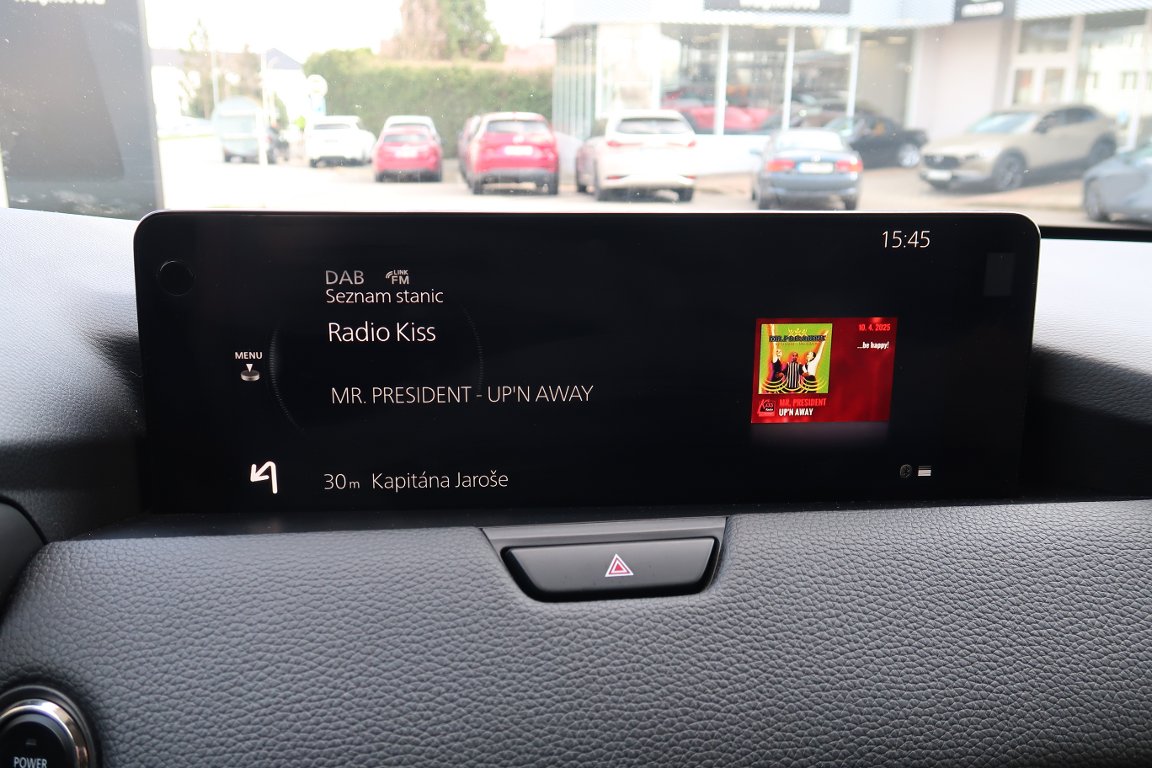 15:45
DAB LINK FM
Seznam stanic
Radio Kiss
MENU
MR. PRESIDENT - UP'N AWAY
10. 4. 2025
...be happy!
MR. PRESIDENT
UP'N AWAY
30 m Kapitána Jaroše
POWER